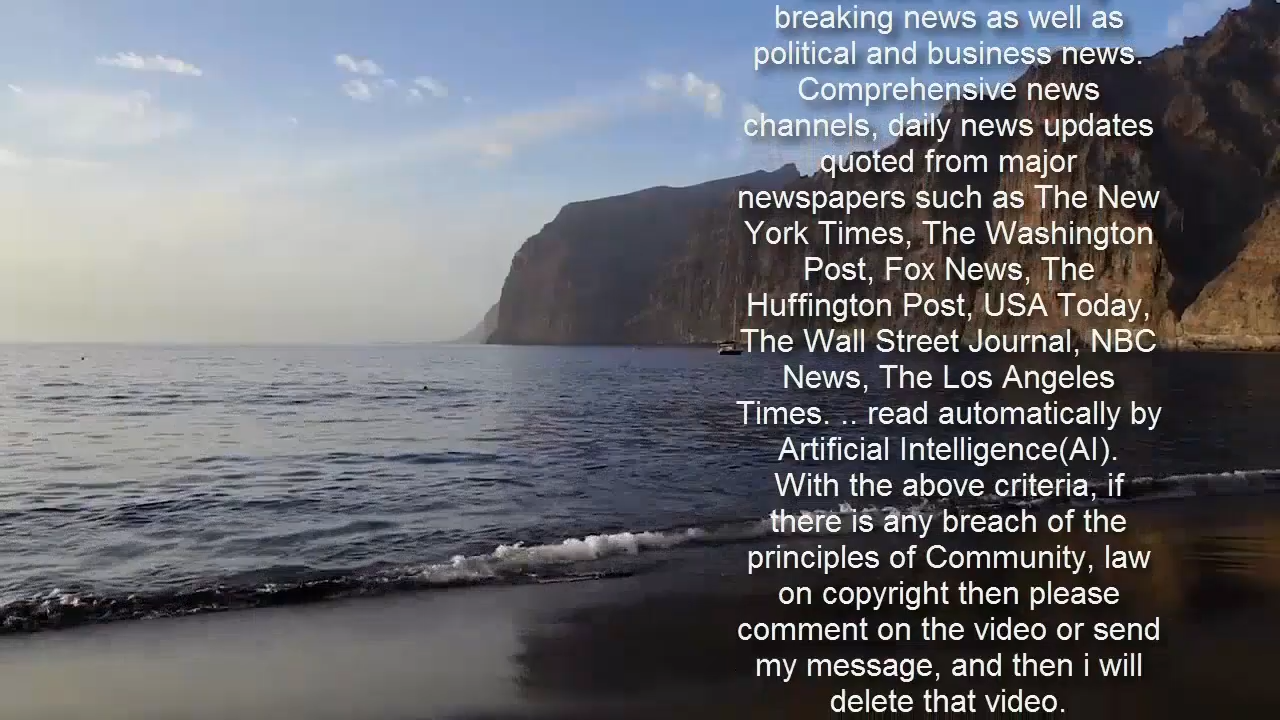 breaking news as well as
political and business news.
Comprehensive news
channels, daily news updates
quoted from major
newspapers such as The New
York Times, The Washington
Post, Fox News, The
Huffington Post, USA Today,
The Wall Street Journal, NBC
News, The Los Angeles
Times. .. read automatically by
Artificial Intelligence(AI).
With the above criteria, if
there is any breach of the
principles of Community, law
on copyright then please
comment on the video or send
my message, and then i will
delete that video.